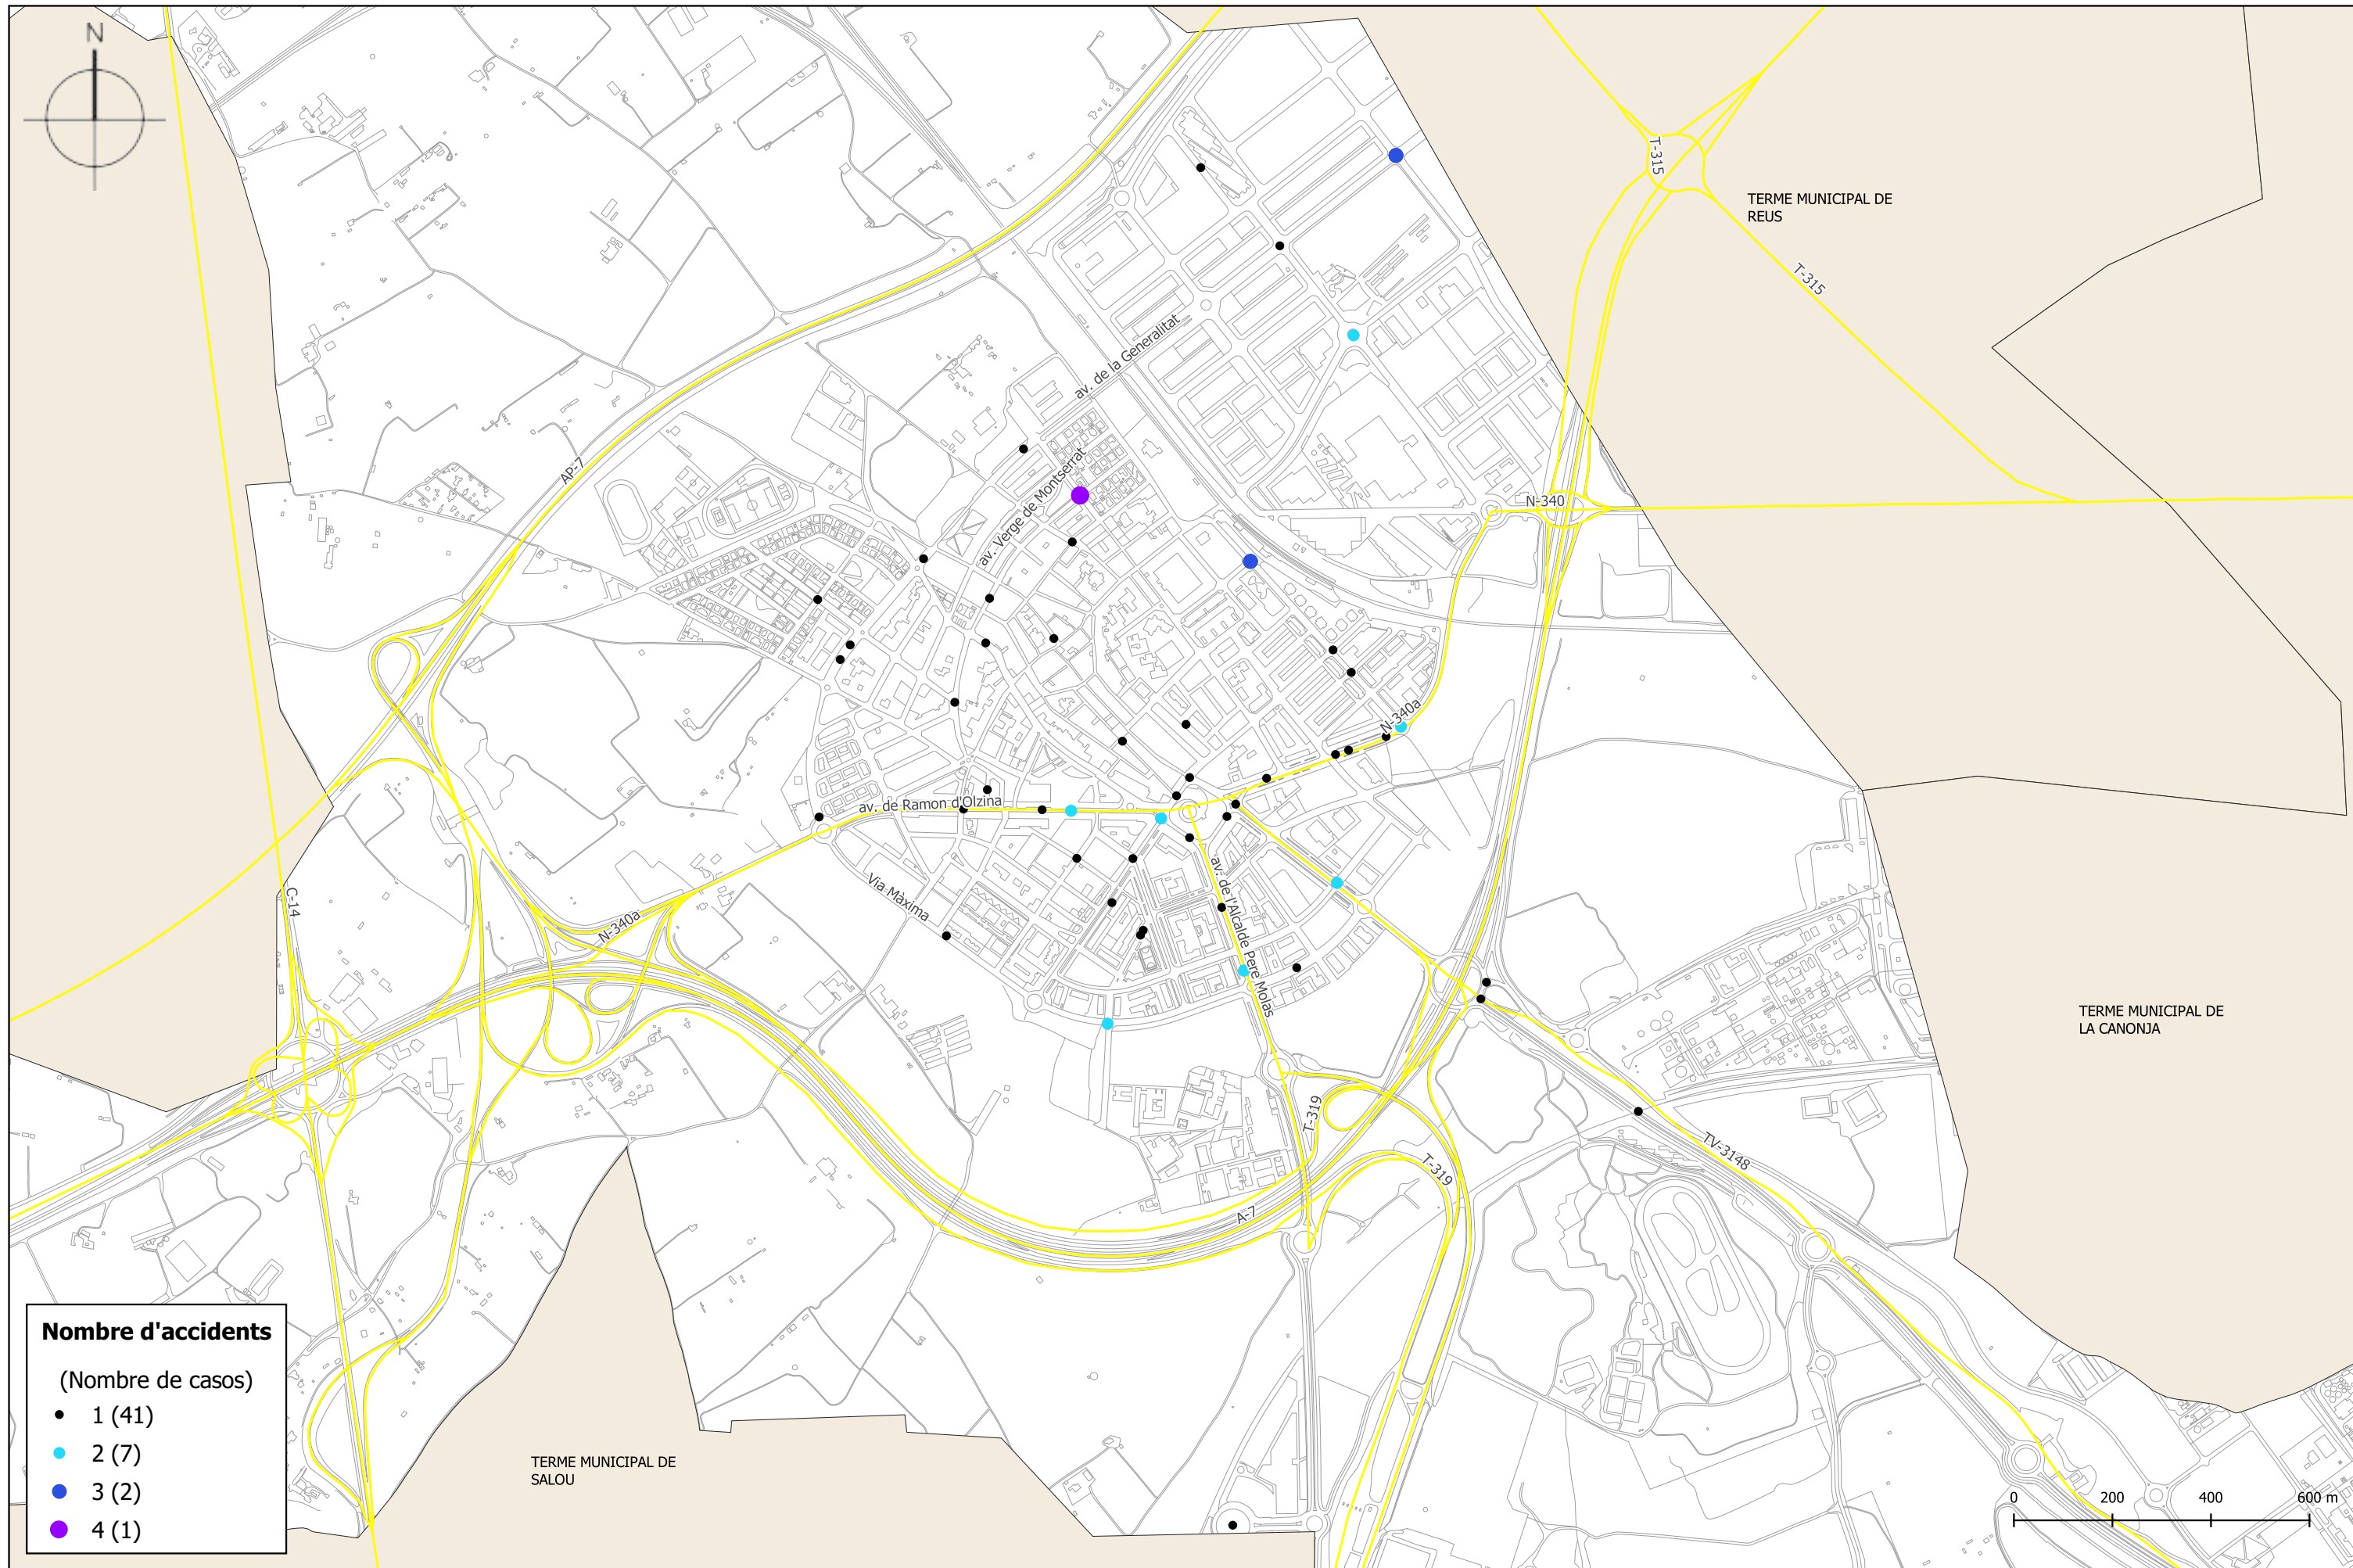 N
T-315
TERME MUNICIPAL DE
REUS
T-315
av. de la Generalitat
AP-7
av. Verge de Montserrat
N-340
N-340a
av. de Ramon d'Olzina
Via Màxima
av. de l'Alcalde Pere Molas
C-14
N-340a
TERME MUNICIPAL DE
LA CANONJA
T-319
TV-3148
T-319
A-7
Nombre d'accidents
(Nombre de casos)
1 (41)
2 (7)
3 (2)
4 (1)
TERME MUNICIPAL DE
SALOU
0 200 400 600 m